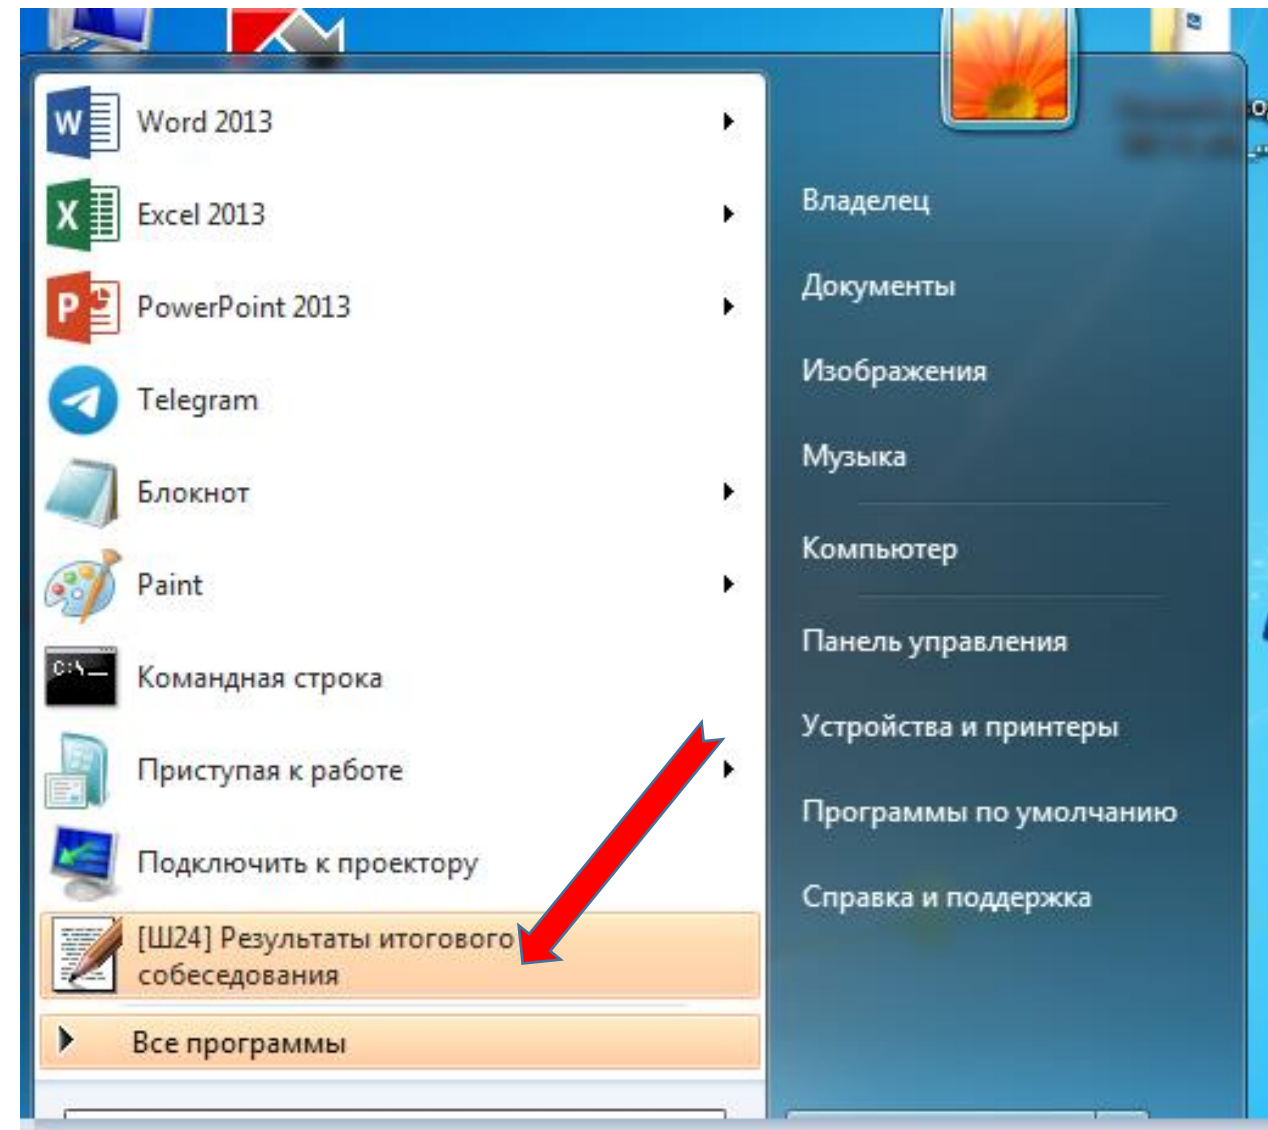 Word 2013
Excel 2013
PowerPoint 2013
Telegram
Блокнот
Paint
C:\_
Командная строка
Приступая к работе
Подключить к проектору
[Ш24] Результаты итогового
собеседования
Все программы
Владелец
Документы
Изображения
Музыка
Компьютер
Панель управления
Устройства и принтеры
Программы по умолчанию
Справка и поддержка